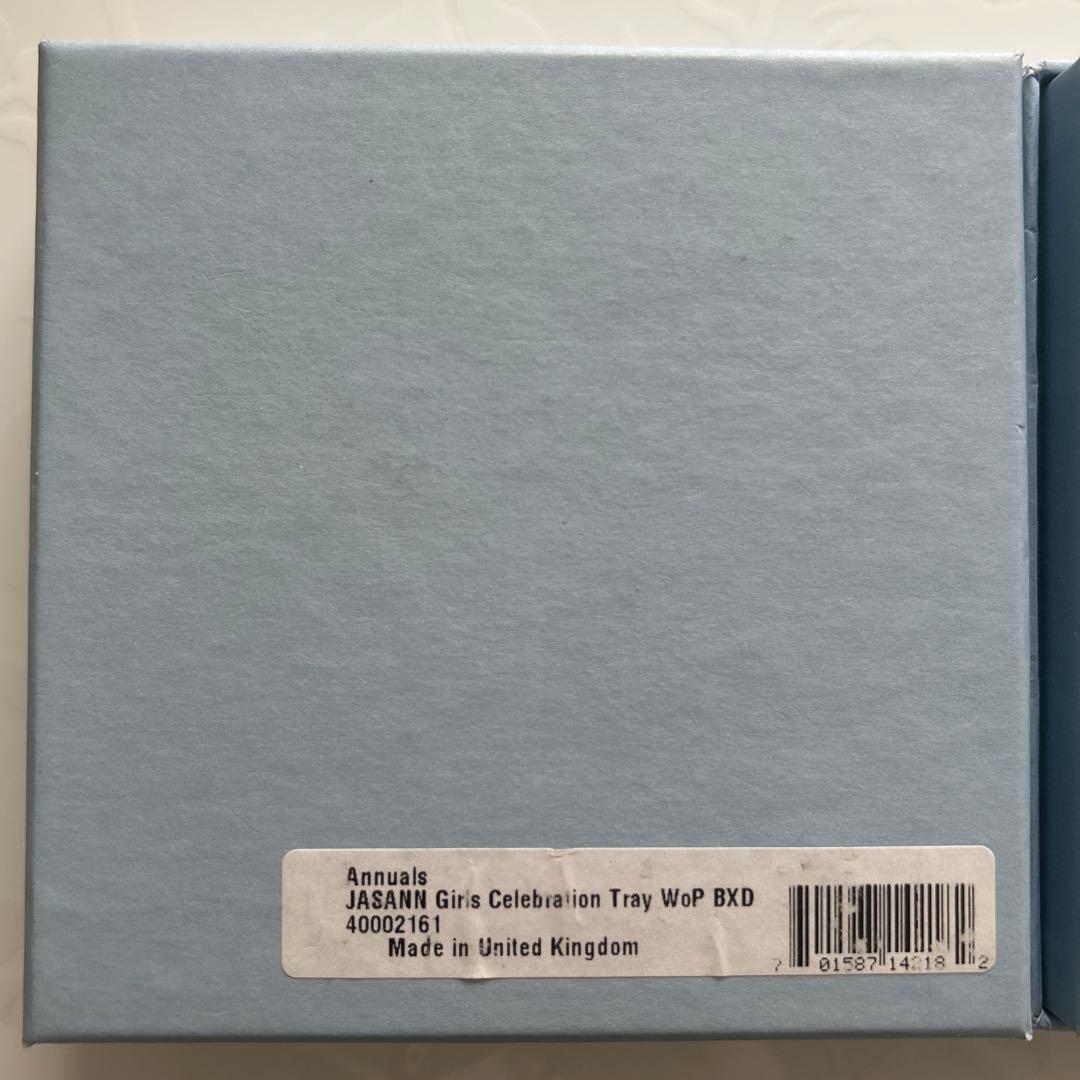 Annuals
JASANN Girls Celebration Tray WoP BXD
40002161
Made in United Kingdom
7 01587 14218 2